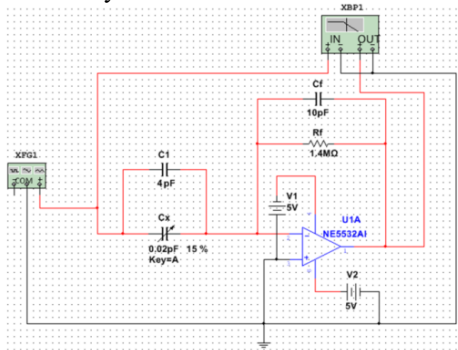 XBP1
IN OUT
Cf
10pF
Rf
1.4MΩ
XFG1
COM
C1
4pF
Cx
0.02pF 15 %
Key=A
V1
5V
U1A
NE5532AI
V2
5V